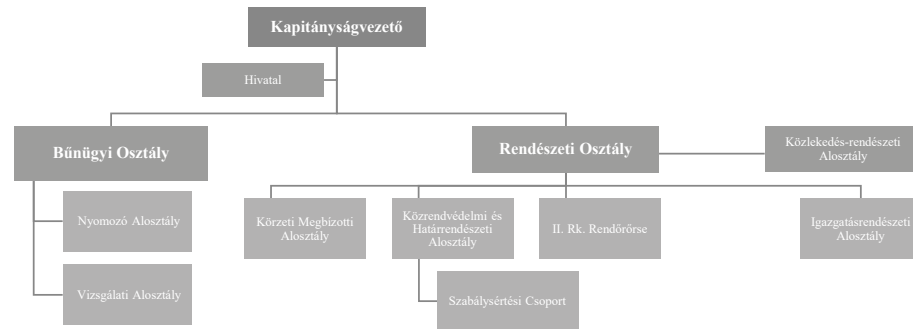 Kapitányságvezető
Hivatal
Bűnügyi Osztály
Rendészeti Osztály
Közlekedés-rendészeti
Alosztály
Nyomozó Alosztály
Körzeti Megbízotti
Alosztály
Közrendvédelmi és
Határrendészeti
Alosztály
II. Rk. Rendőrőrse
Igazgatásrendészeti
Alosztály
Vizsgálati Alosztály
Szabálysértési Csoport